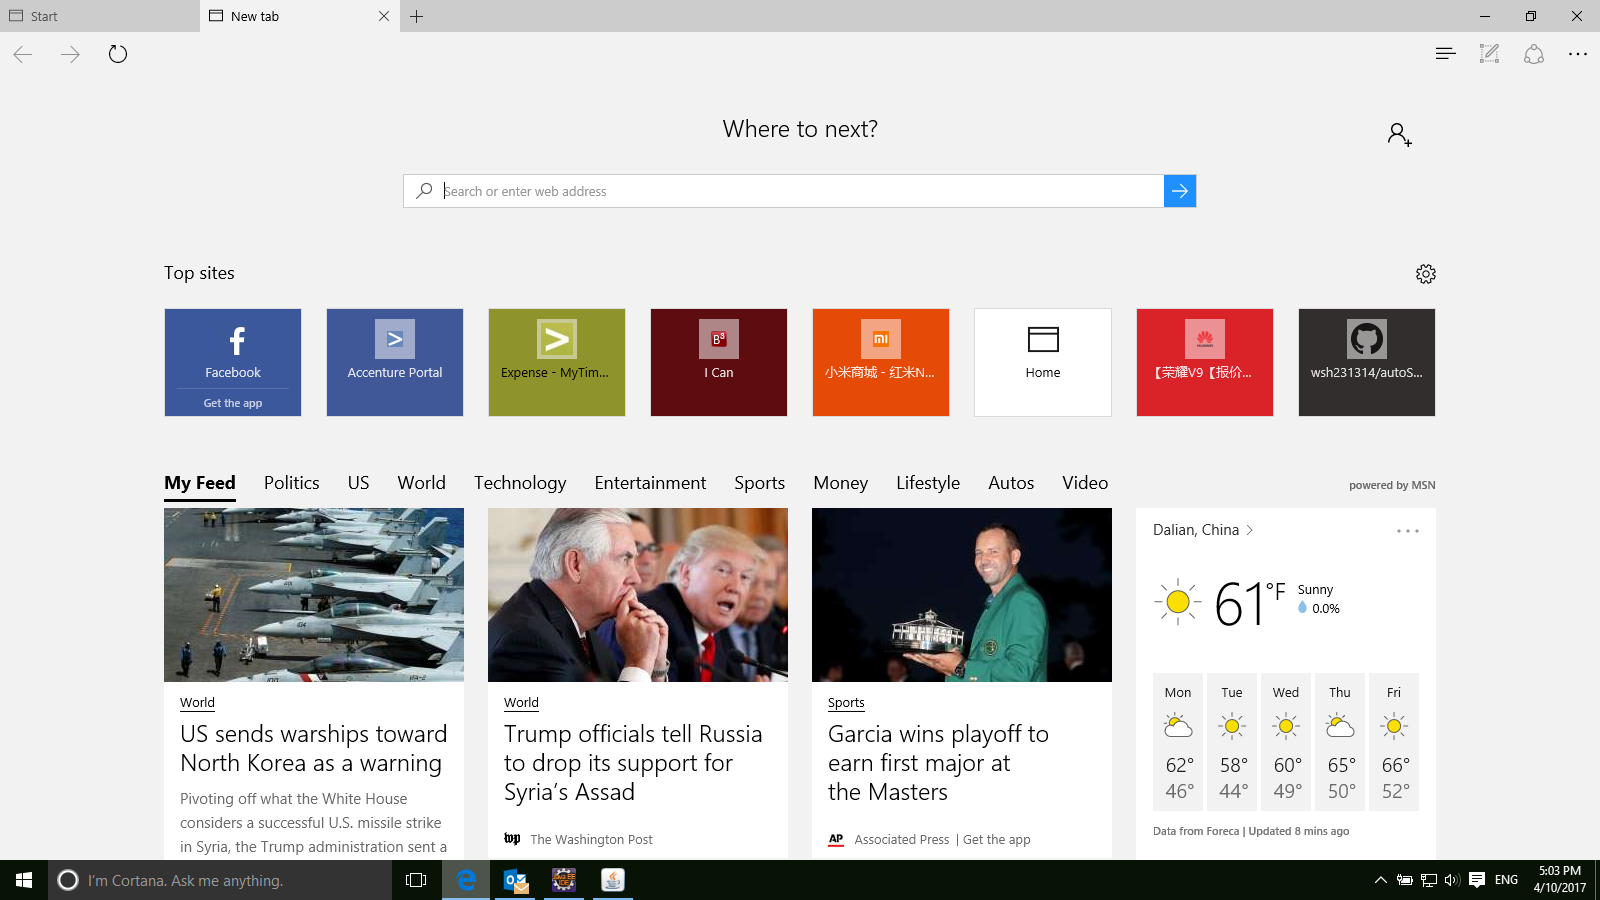 Start
New tab
Where to next?
Search or enter web address
Top sites
Facebook
Get the app
Accenture Portal
Expense - MyTim...
I Can
小米商城 - 红米N...
Home
【荣耀V9【报价...
wsh231314/autoS...
My Feed Politics US World Technology Entertainment Sports Money Lifestyle Autos Video
powered by MSN
World
US sends warships toward
North Korea as a warning
Pivoting off what the White House
considers a successful U.S. missile strike
in Syria, the Trump administration sent a
World
Trump officials tell Russia
to drop its support for
Syria's Assad
wp The Washington Post
Sports
Garcia wins playoff to
earn first major at
the Masters
AP Associated Press | Get the app
Dalian, China
61°F
Sunny
0.0%
Mon Tue Wed Thu Fri
62° 58° 60° 65° 66°
46° 44° 49° 50° 52°
Data from Foreca | Updated 8 mins ago
I'm Cortana. Ask me anything.
ENG
5:03 PM
4/10/2017